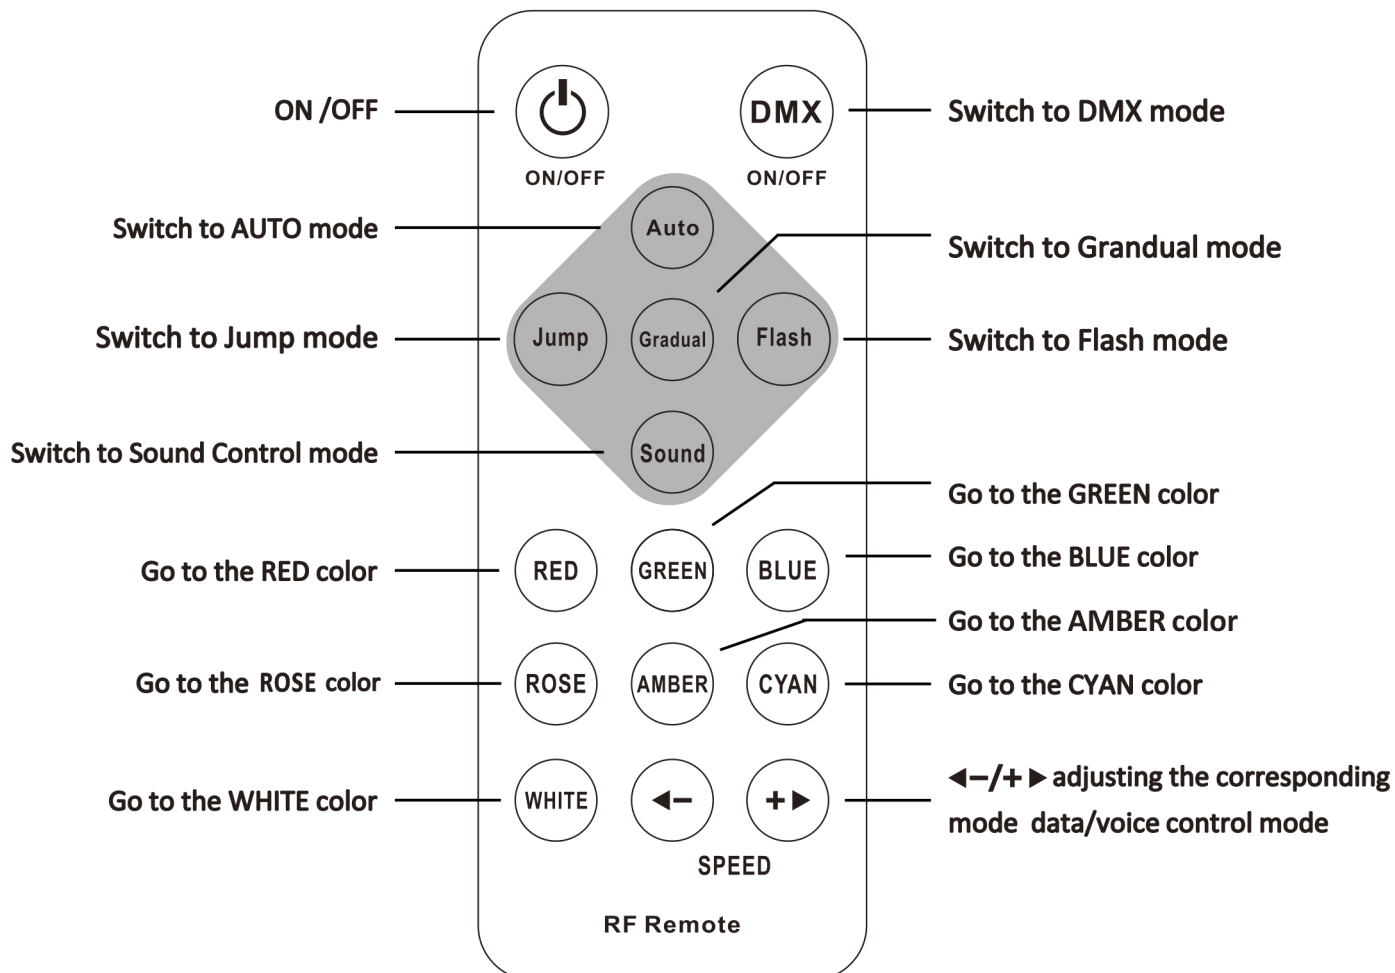 ON /OFF
DMX
Switch to DMX mode
ON/OFF
ON/OFF
Switch to AUTO mode
Auto
Switch to Grandual mode
Switch to Jump mode
Jump
Gradual
Flash
Switch to Flash mode
Switch to Sound Control mode
Sound
Go to the GREEN color
Go to the RED color
RED
GREEN
BLUE
Go to the BLUE color
Go to the AMBER color
Go to the ROSE color
ROSE
AMBER
CYAN
Go to the CYAN color
Go to the WHITE color
WHITE
◀−
+▶
◀−/+ ▶ adjusting the corresponding
mode data/voice control mode
SPEED
RF Remote